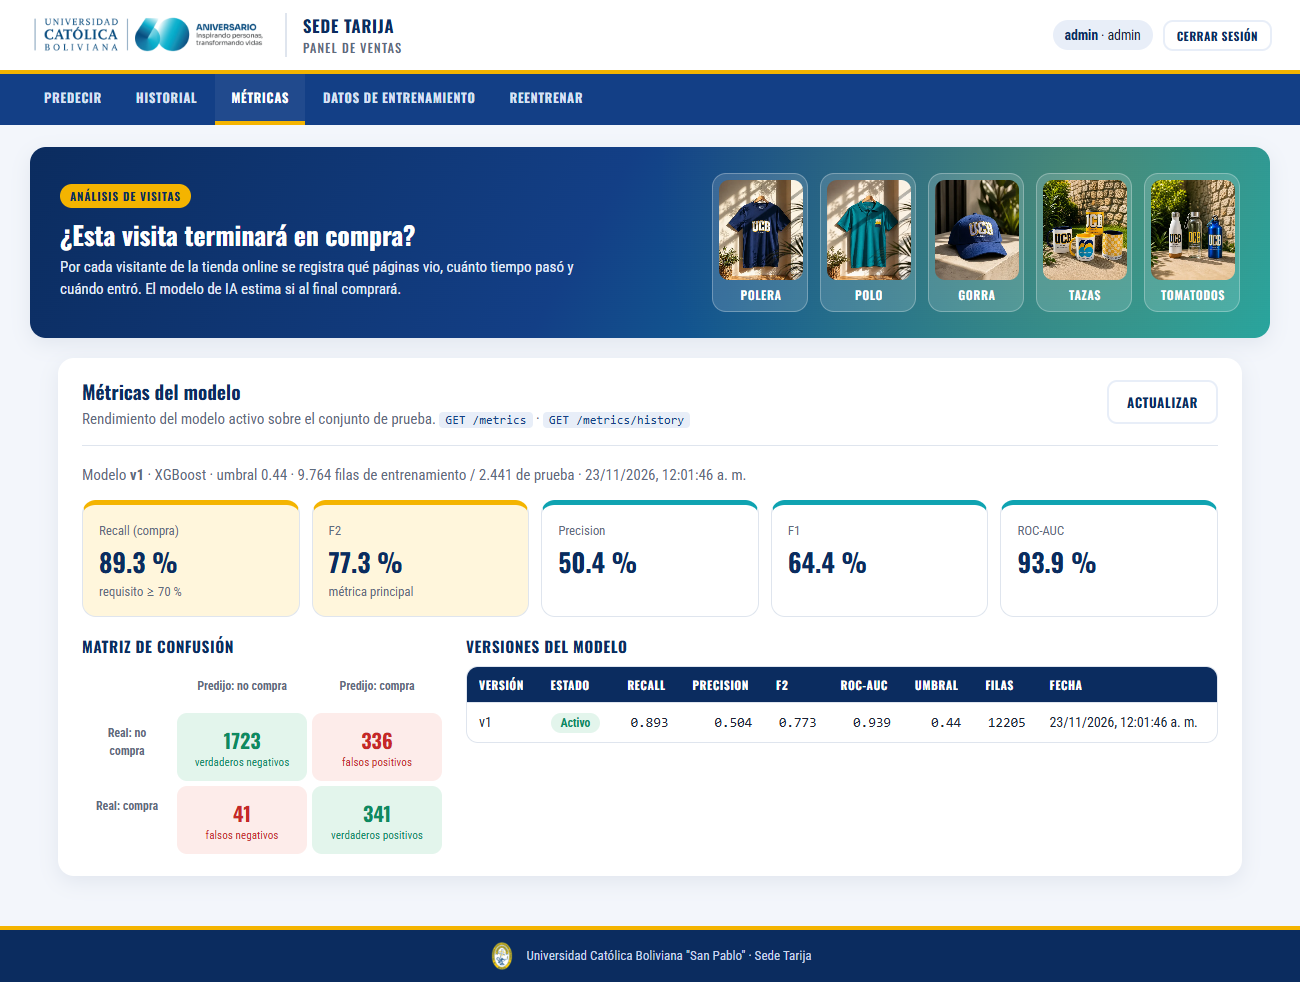 UNIVERSIDAD
CATÓLICA
BOLIVIANA
60
ANIVERSARIO
Inspirando personas,
transformando vidas
SEDE TARIJA
PANEL DE VENTAS
admin · admin
CERRAR SESIÓN
PREDECIR
HISTORIAL
MÉTRICAS
DATOS DE ENTRENAMIENTO
REENTRENAR
ANÁLISIS DE VISITAS
¿Esta visita terminará en compra?
Por cada visitante de la tienda online se registra qué páginas vio, cuánto tiempo pasó y
cuándo entró. El modelo de IA estima si al final comprará.
UCB
POLERA
POLO
UCB
GORRA
UCB
UCB
UCB
TAZAS
UCB
UCB
UCB
TOMATODOS
Métricas del modelo
Rendimiento del modelo activo sobre el conjunto de prueba. GET /metrics · GET /metrics/history
ACTUALIZAR
Modelo v1 · XGBoost · umbral 0.44 · 9.764 filas de entrenamiento / 2.441 de prueba · 23/11/2026, 12:01:46 a. m.
Recall (compra)
89.3 %
requisito ≥ 70 %
F2
77.3 %
métrica principal
Precision
50.4 %
F1
64.4 %
ROC-AUC
93.9 %
MATRIZ DE CONFUSIÓN
Predijo: no compra
Predijo: compra
Real: no
compra
1723
verdaderos negativos
336
falsos positivos
Real: compra
41
falsos negativos
341
verdaderos positivos
VERSIONES DEL MODELO
VERSIÓN ESTADO RECALL PRECISION F2 ROC-AUC UMBRAL FILAS FECHA
v1 Activo 0.893 0.504 0.773 0.939 0.44 12205 23/11/2026, 12:01:46 a. m.
Universidad Católica Boliviana "San Pablo" · Sede Tarija